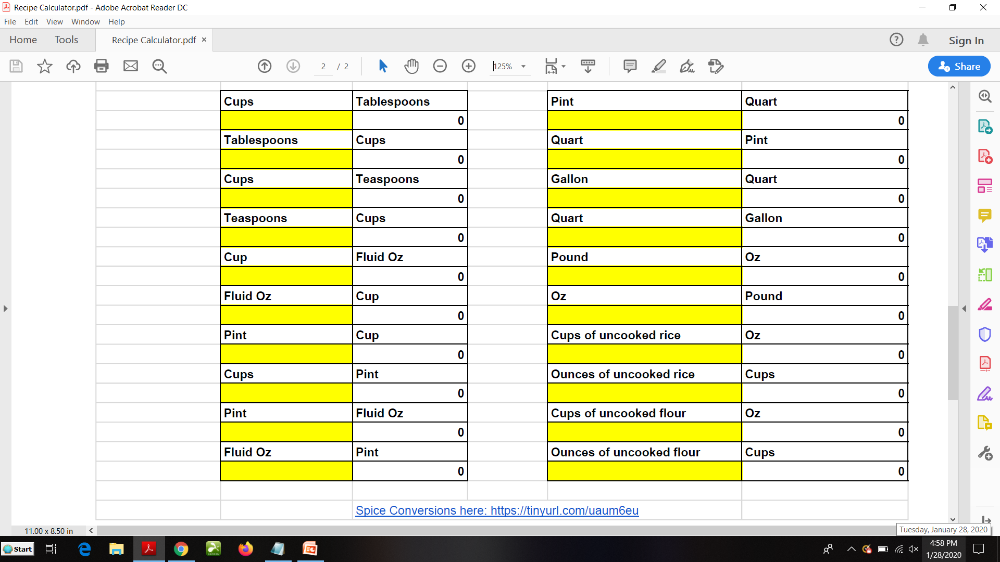 Recipe Calculator.pdf - Adobe Acrobat Reader DC
File Edit View Window Help
Home Tools Recipe Calculator.pdf × Sign In
2 / 2 125% Share
Cups Tablespoons Pint Quart
0 0
Tablespoons Cups Quart Pint
0 0
Cups Teaspoons Gallon Quart
0 0
Teaspoons Cups Quart Gallon
0 0
Cup Fluid Oz Pound Oz
0 0
Fluid Oz Cup Oz Pound
0 0
Pint Cup Cups of uncooked rice Oz
0 0
Cups Pint Ounces of uncooked rice Cups
0 0
Pint Fluid Oz Cups of uncooked flour Oz
0 0
Fluid Oz Pint Ounces of uncooked flour Cups
0 0
Spice Conversions here: https://tinyurl.com/uaum6eu
11.00 x 8.50 in
Tuesday, January 28, 2020
Start
4:58 PM
1/28/2020